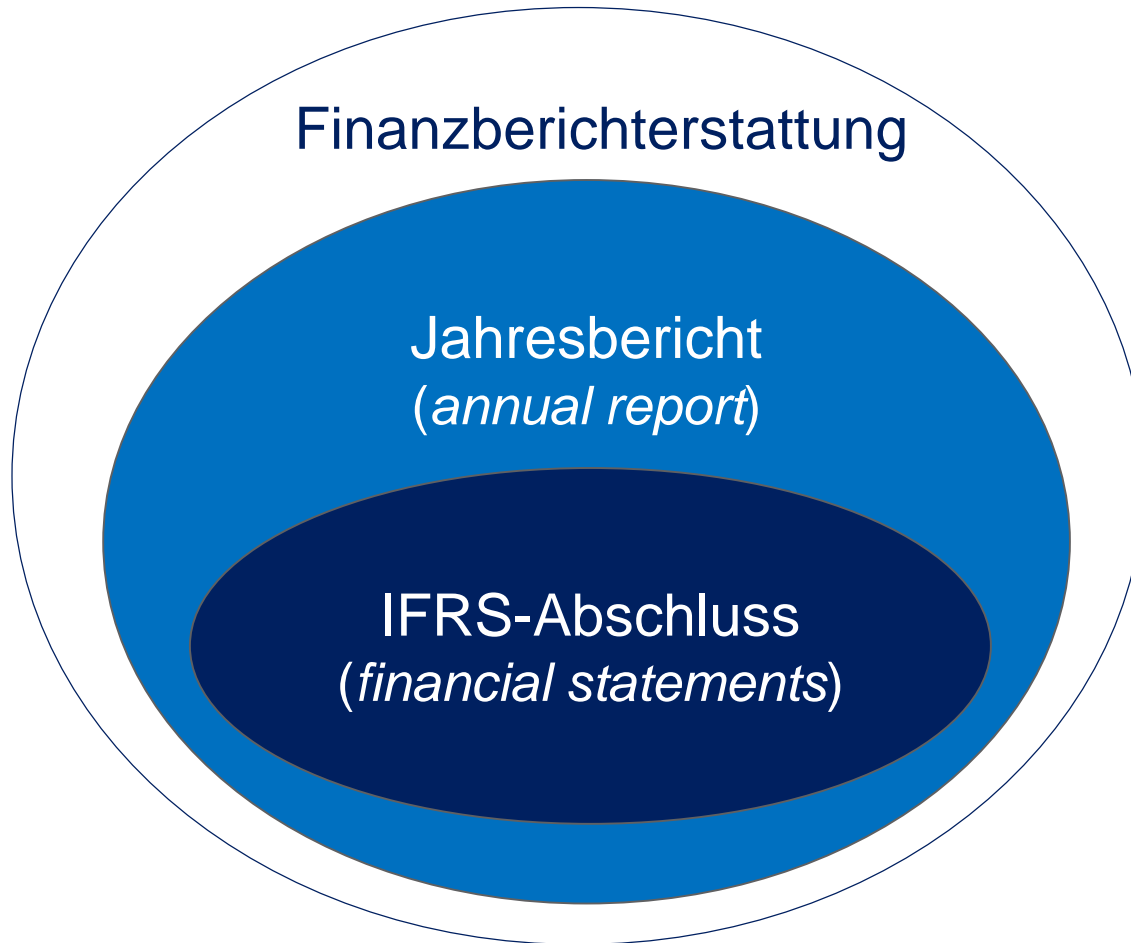 Finanzberichterstattung
Jahresbericht
(annual report)
IFRS-Abschluss
(financial statements)